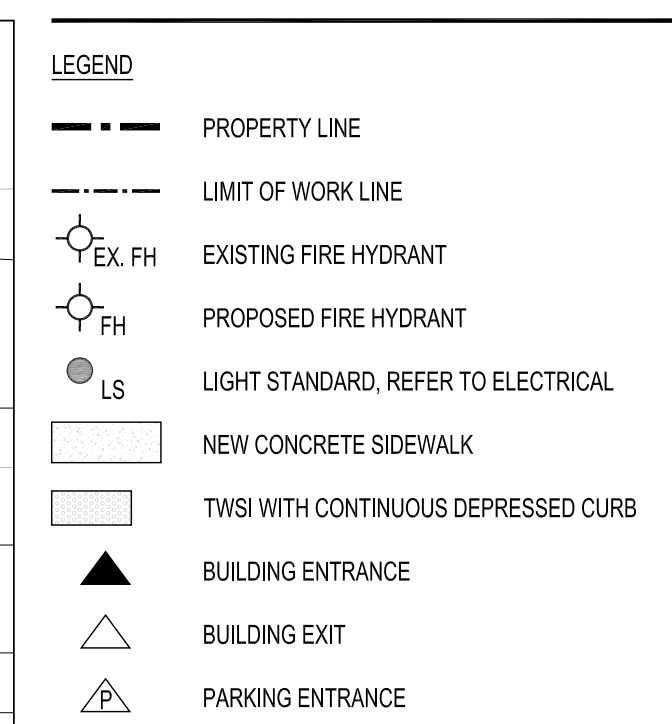 LEGEND
PROPERTY LINE
LIMIT OF WORK LINE
EX. FH EXISTING FIRE HYDRANT
FH PROPOSED FIRE HYDRANT
LS LIGHT STANDARD, REFER TO ELECTRICAL
NEW CONCRETE SIDEWALK
TWSI WITH CONTINUOUS DEPRESSED CURB
BUILDING ENTRANCE
BUILDING EXIT
P PARKING ENTRANCE